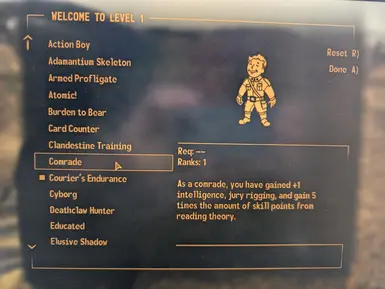 WELCOME TO LEVEL 1
Action Boy
Adamantium Skeleton
Armed Profligate
Atomic!
Burden to Bear
Card Counter
Clandestine Training
Comrade
Courier's Endurance
Cyborg
Deathclaw Hunter
Educated
Elusive Shadow
Reset R)
Done A)
Req: --
Ranks: 1
As a comrade, you have gained +1
intelligence, jury rigging, and gain 5
times the amount of skill points from
reading theory.